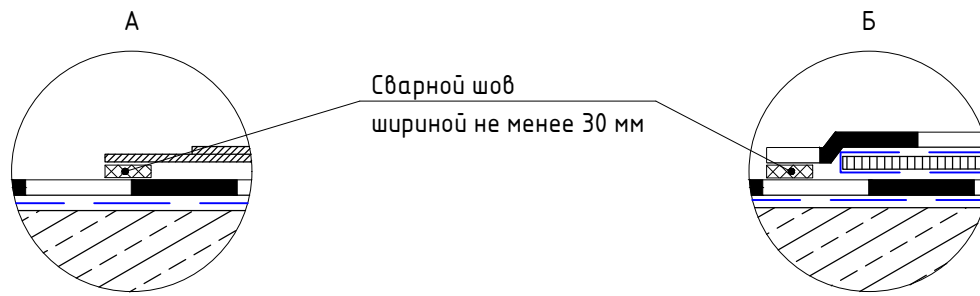 А
Б
Сварной шов
шириной не менее 30 мм